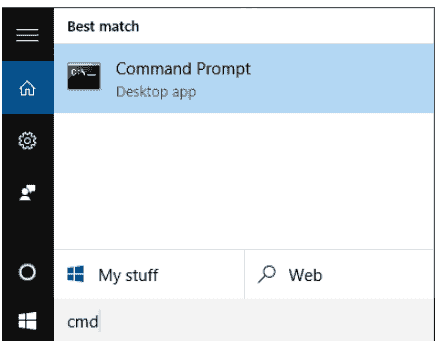 Best match
Command Prompt
Desktop app
My stuff
Web
cmd